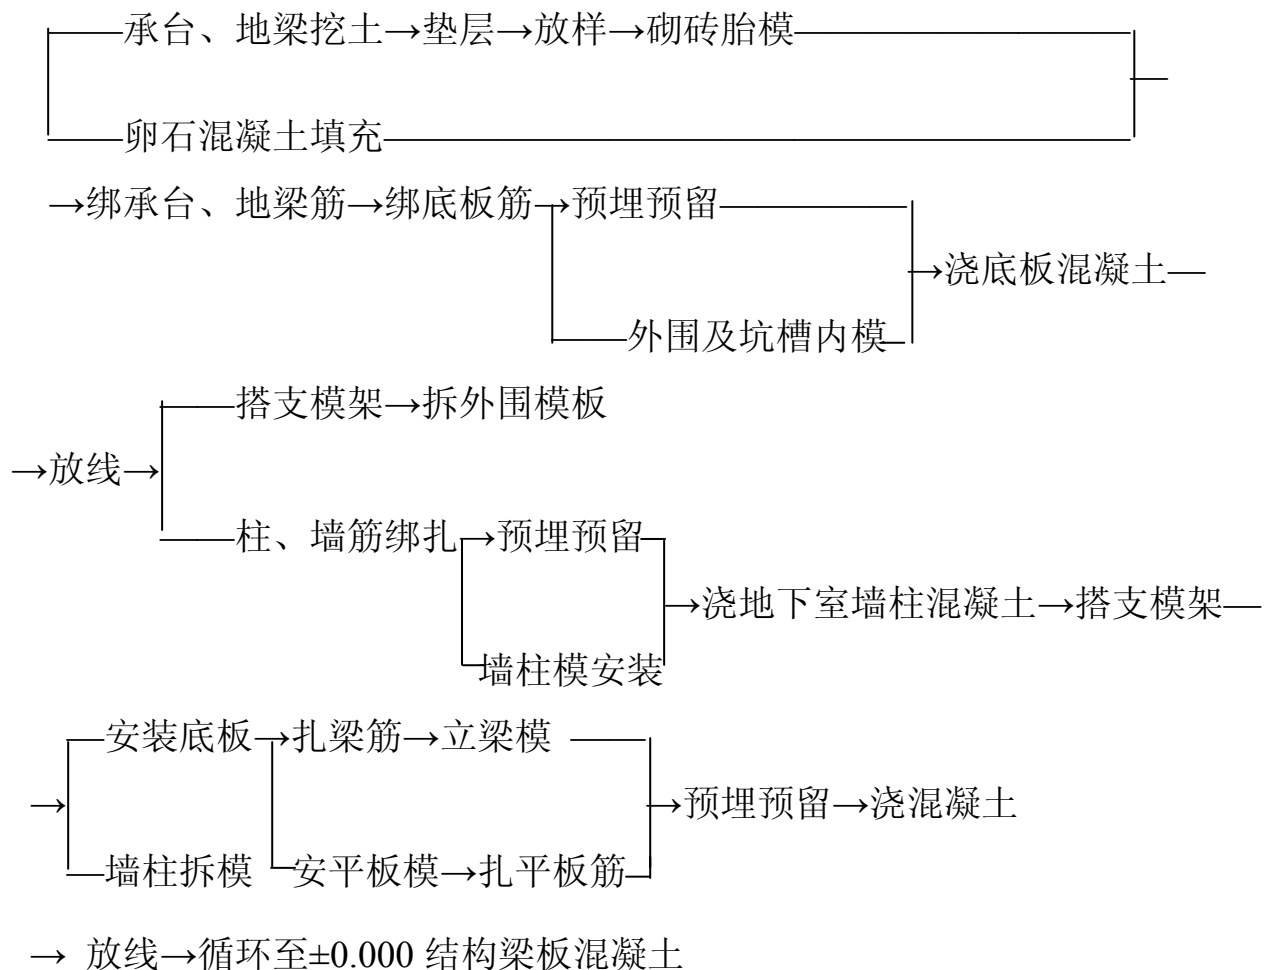 承台、地梁挖土→垫层→放样→砌砖胎模
卵石混凝土填充
→绑承台、地梁筋→绑底板筋→预埋预留
→浇底板混凝土
外围及坑槽内模
搭支模架→拆外围模板
→放线→
柱、墙筋绑扎→预埋预留
→浇地下室墙柱混凝土→搭支模架
墙柱模安装
安装底板→扎梁筋→立梁模
→预埋预留→浇混凝土
墙柱拆模 安平板模→扎平板筋
→ 放线→循环至±0.000 结构梁板混凝土